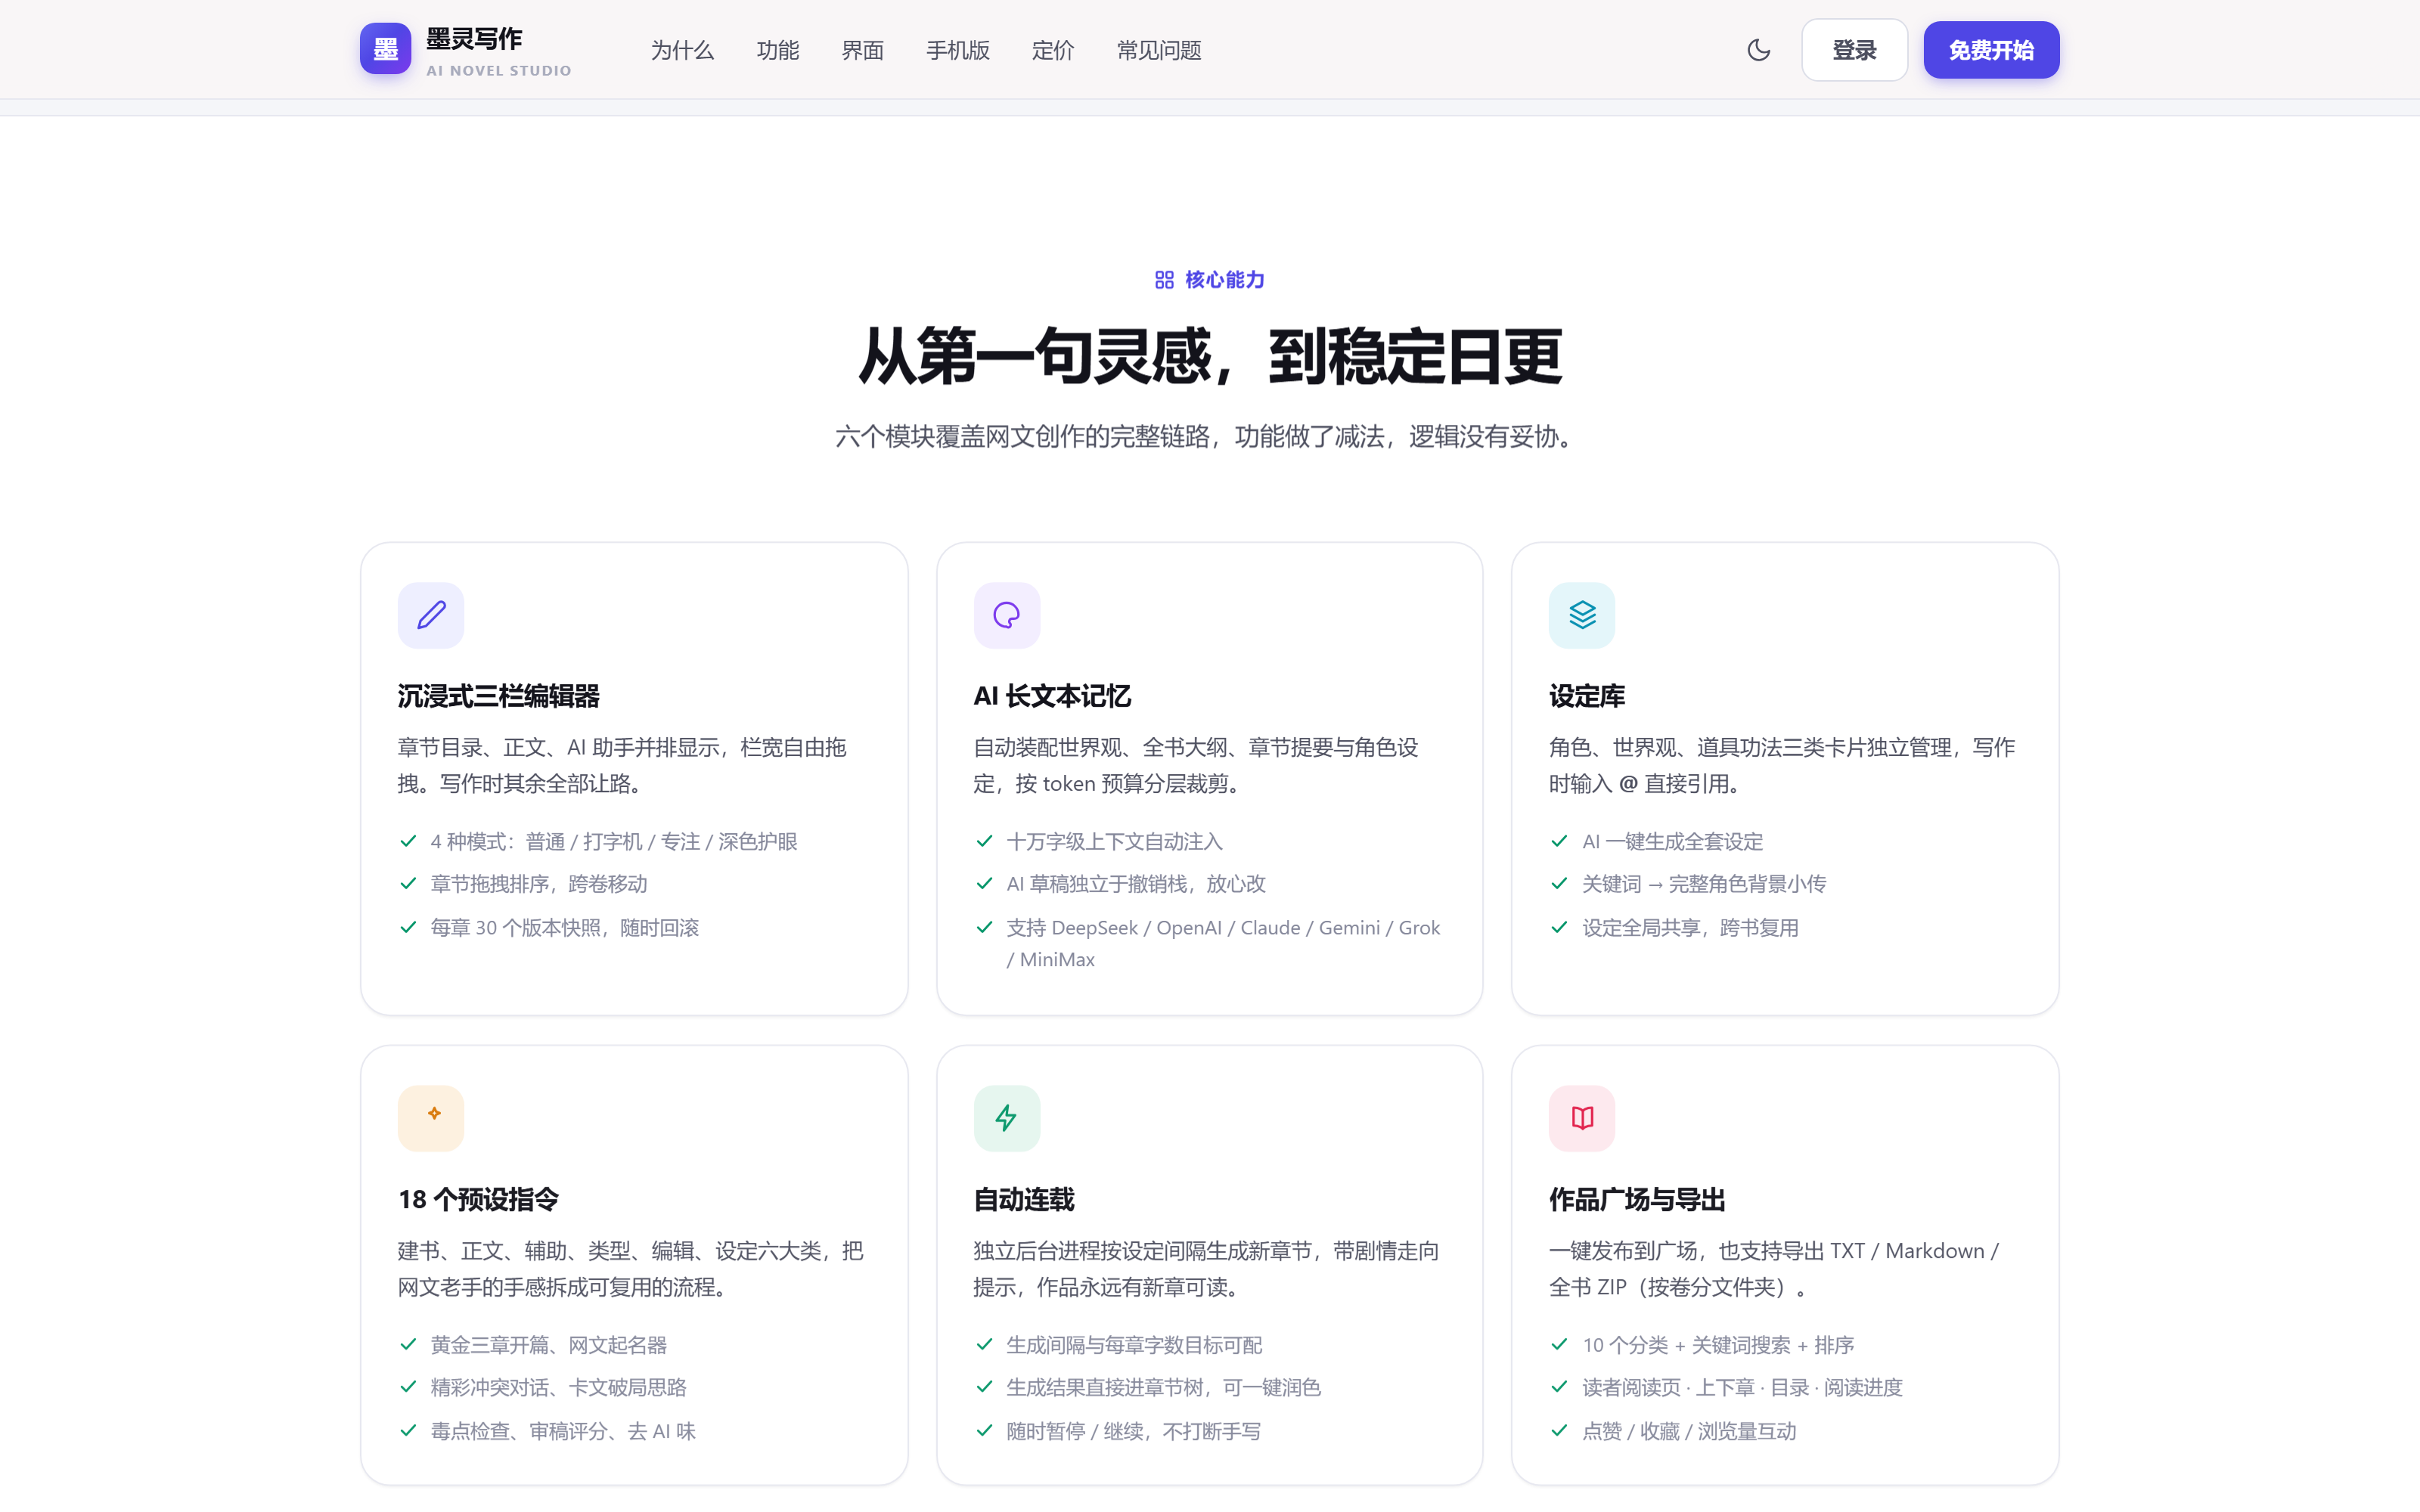 墨
墨灵写作
AI NOVEL STUDIO
为什么
功能
界面
手机版
定价
常见问题
登录
免费开始
核心能力
从第一句灵感，到稳定日更
六个模块覆盖网文创作的完整链路，功能做了减法，逻辑没有妥协。
沉浸式三栏编辑器
章节目录、正文、AI 助手并排显示，栏宽自由拖
拽。写作时其余全部让路。
4 种模式：普通 / 打字机 / 专注 / 深色护眼
章节拖拽排序，跨卷移动
每章 30 个版本快照，随时回滚
AI 长文本记忆
自动装配世界观、全书大纲、章节提要与角色设
定，按 token 预算分层裁剪。
十万字级上下文自动注入
AI 草稿独立于撤销栈，放心改
支持 DeepSeek / OpenAI / Claude / Gemini / Grok
/ MiniMax
设定库
角色、世界观、道具功法三类卡片独立管理，写作
时输入 @ 直接引用。
AI 一键生成全套设定
关键词 → 完整角色背景小传
设定全局共享，跨书复用
18 个预设指令
建书、正文、辅助、类型、编辑、设定六大类，把
网文老手的手感拆成可复用的流程。
黄金三章开篇、网文起名器
精彩冲突对话、卡文破局思路
毒点检查、审稿评分、去 AI 味
自动连载
独立后台进程按设定间隔生成新章节，带剧情走向
提示，作品永远有新章可读。
生成间隔与每章字数目标可配
生成结果直接进章节树，可一键润色
随时暂停 / 继续，不打断手写
作品广场与导出
一键发布到广场，也支持导出 TXT / Markdown /
全书 ZIP（按卷分文件夹）。
10 个分类 + 关键词搜索 + 排序
读者阅读页 · 上下章 · 目录 · 阅读进度
点赞 / 收藏 / 浏览量互动